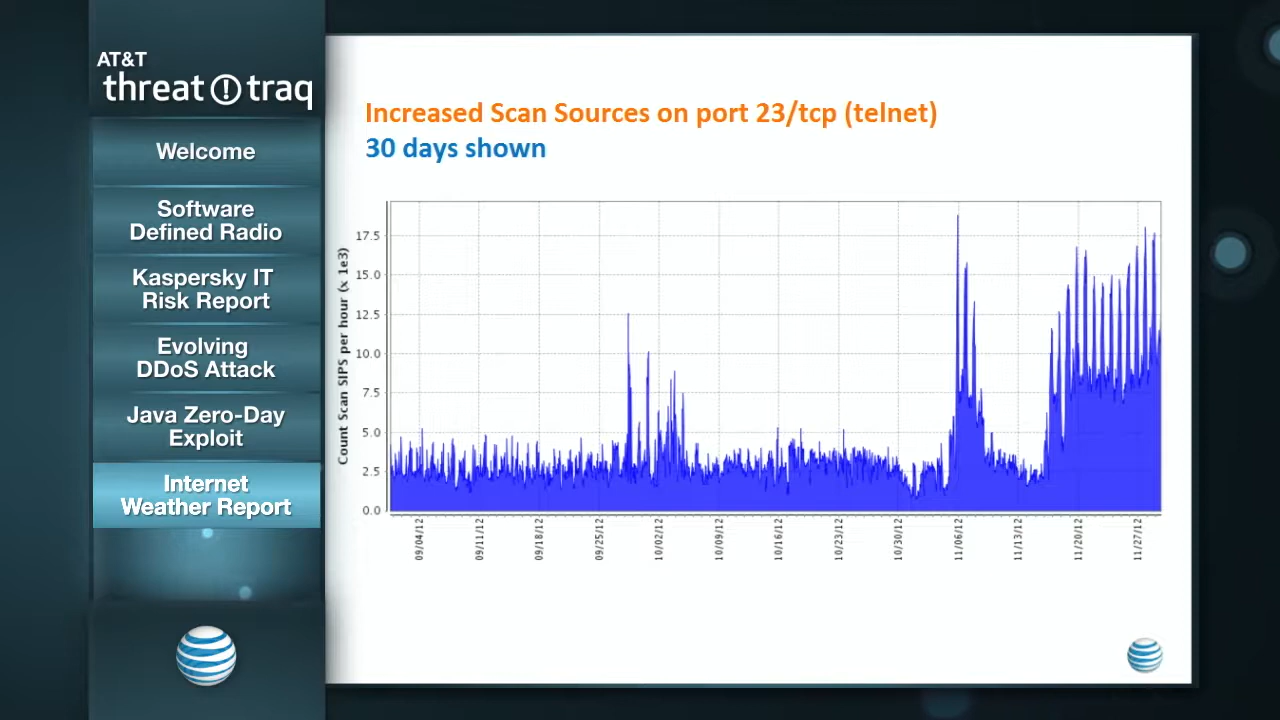 AT&T
threat traq
Welcome
Software
Defined Radio
Kaspersky IT
Risk Report
Evolving
DDoS Attack
Java Zero-Day
Exploit
Internet
Weather Report
Increased Scan Sources on port 23/tcp (telnet)
30 days shown
Count Scan SIPS per hour (x 1e3)
17.5
15.0
12.5
10.0
7.5
5.0
2.5
0.0
09/04/12
09/11/12
09/18/12
09/25/12
10/02/12
10/09/12
10/16/12
10/23/12
10/30/12
11/06/12
11/13/12
11/20/12
11/27/12